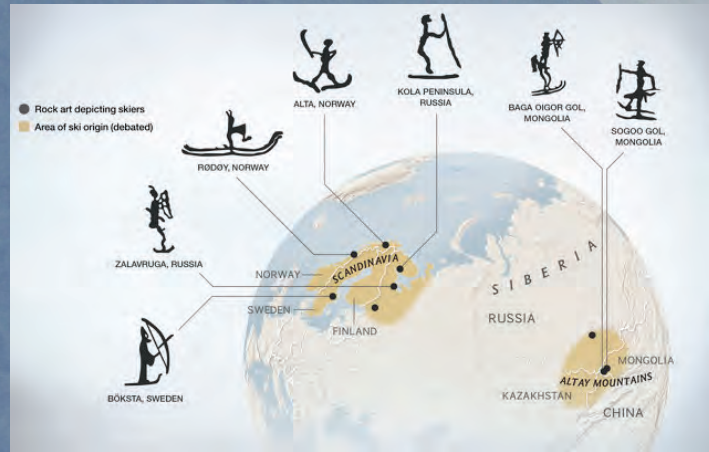 ALTA, NORWAY
KOLA PENINSULA,
RUSSIA
BAGA OIGOR GOL,
MONGOLIA
SOGOO GOL,
MONGOLIA
Rock art depicting skiers
Area of ski origin (debated)
RØDØY, NORWAY
ZALAVRUGA, RUSSIA
BÖKSTA, SWEDEN
NORWAY
SCANDINAVIA
SWEDEN
FINLAND
SIBERIA
RUSSIA
MONGOLIA
ALTAY MOUNTAINS
KAZAKHSTAN
CHINA